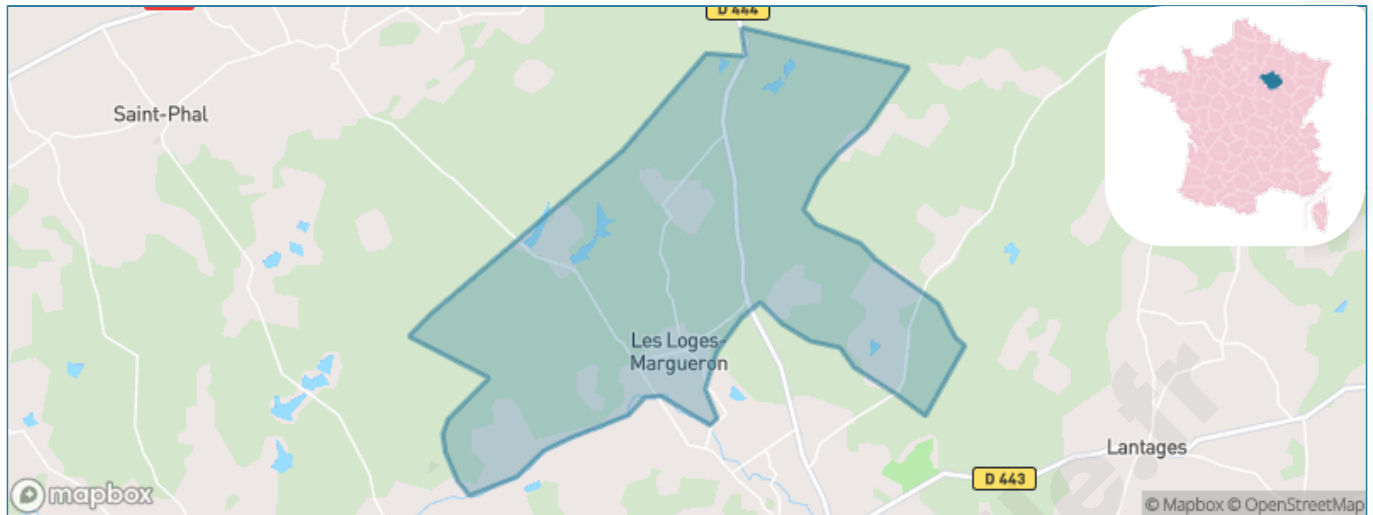 D 444
Saint-Phal
Les Loges-
Margueron
Lantages
D 443
mapbox
© Mapbox © OpenStreetMap